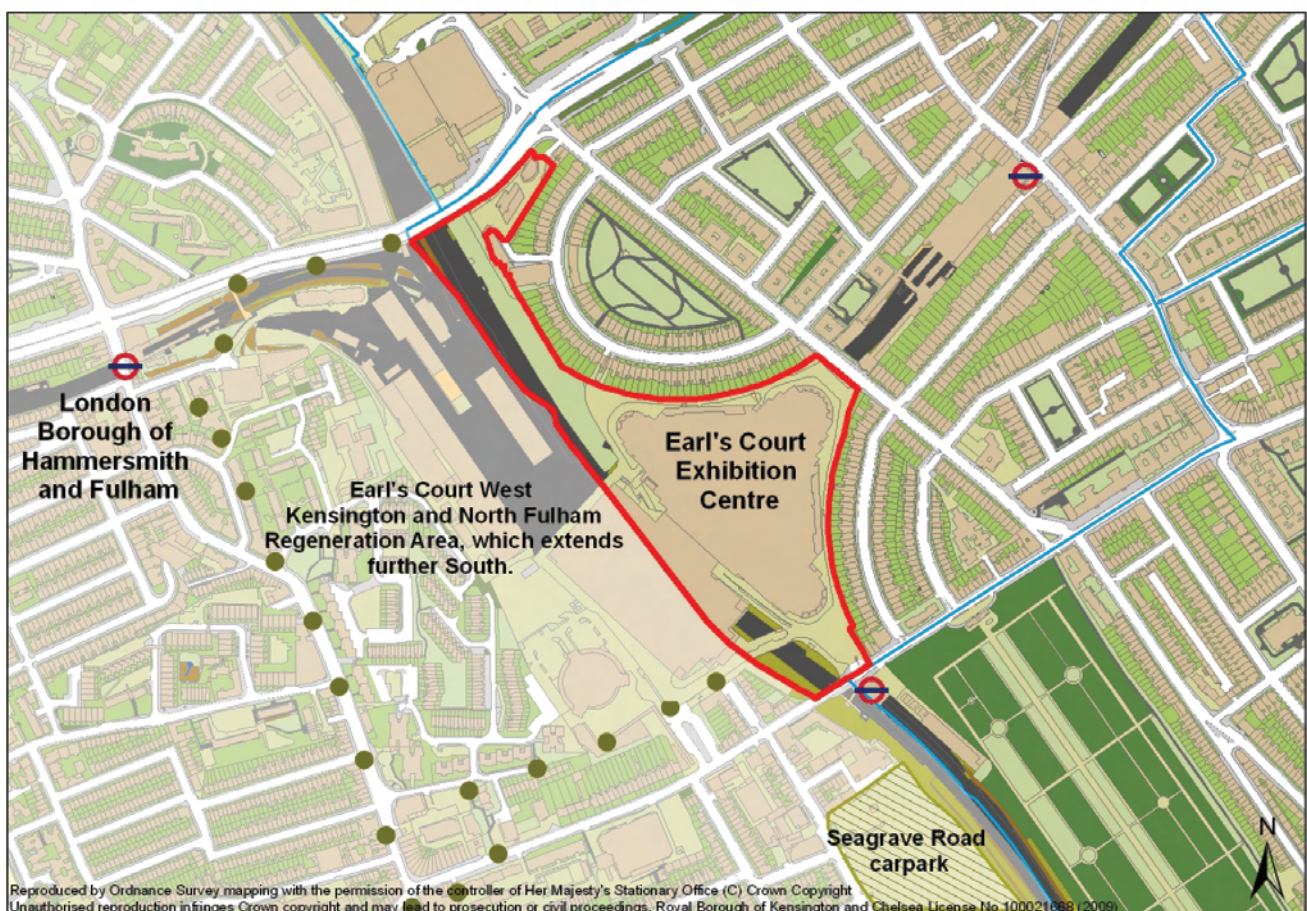 London
Borough of
Hammersmith
and Fulham
Earl's Court
Exhibition
Centre
Earl's Court West
Kensington and North Fulham
Regeneration Area, which extends
further South.
Seagrave Road
carpark
N
Reproduced by Ordnance Survey mapping with the permission of the controller of Her Majesty's Stationary Office (C) Crown Copyright
Unauthorised reproduction infringes Crown copyright and may lead to prosecution or civil proceedings. Royal Borough of Kensington and Chelsea License No 100021668 (2009)